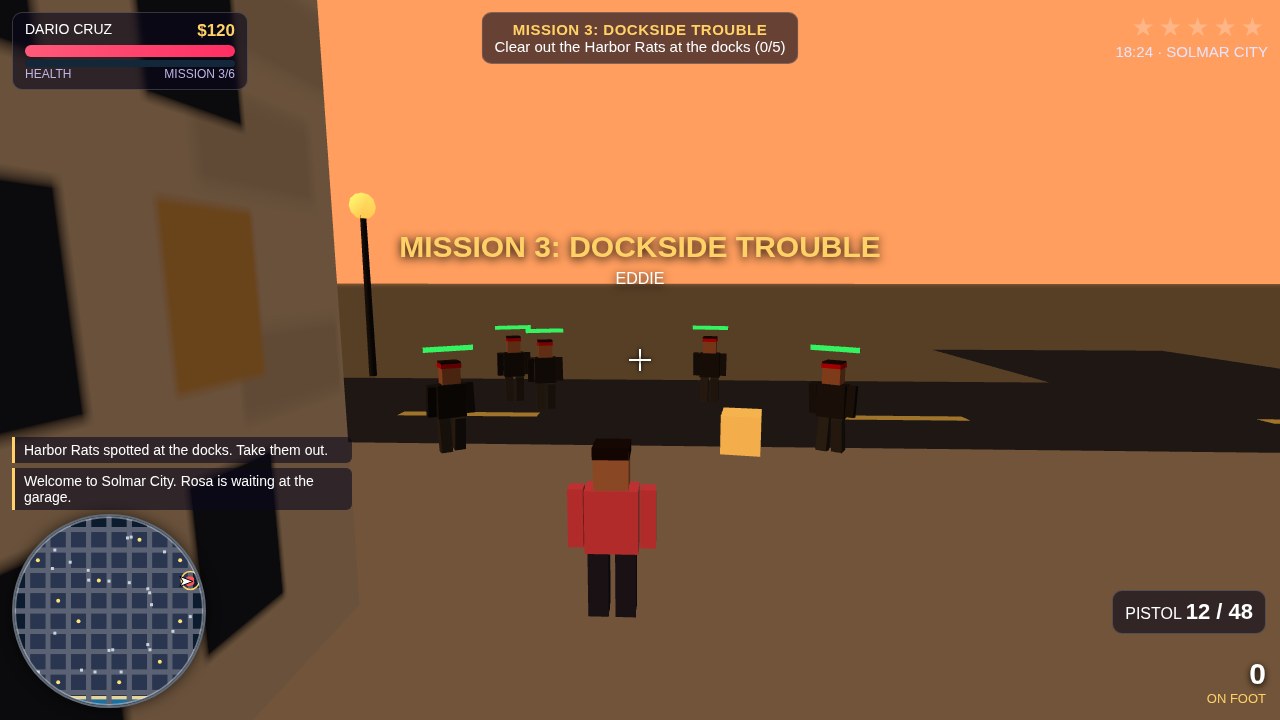 DARIO CRUZ
$120
HEALTH
MISSION 3/6
MISSION 3: DOCKSIDE TROUBLE
Clear out the Harbor Rats at the docks (0/5)
★★★★★
18:24 · SOLMAR CITY
MISSION 3: DOCKSIDE TROUBLE
EDDIE
Harbor Rats spotted at the docks. Take them out.
Welcome to Solmar City. Rosa is waiting at the
garage.
PISTOL 12 / 48
0
ON FOOT